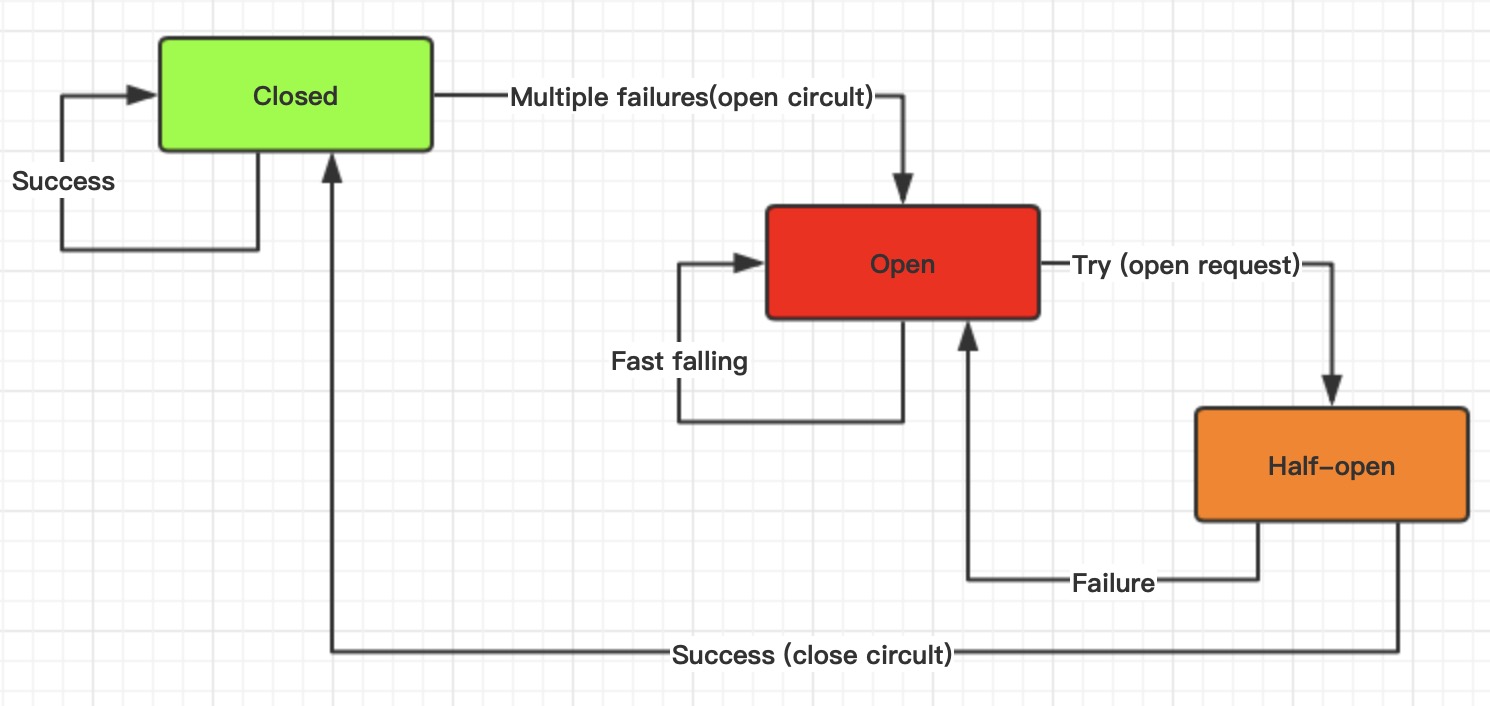 Closed
Multiple failures(open circult)
Success
Open
Try (open request)
Fast falling
Half-open
Failure
Success (close circult)